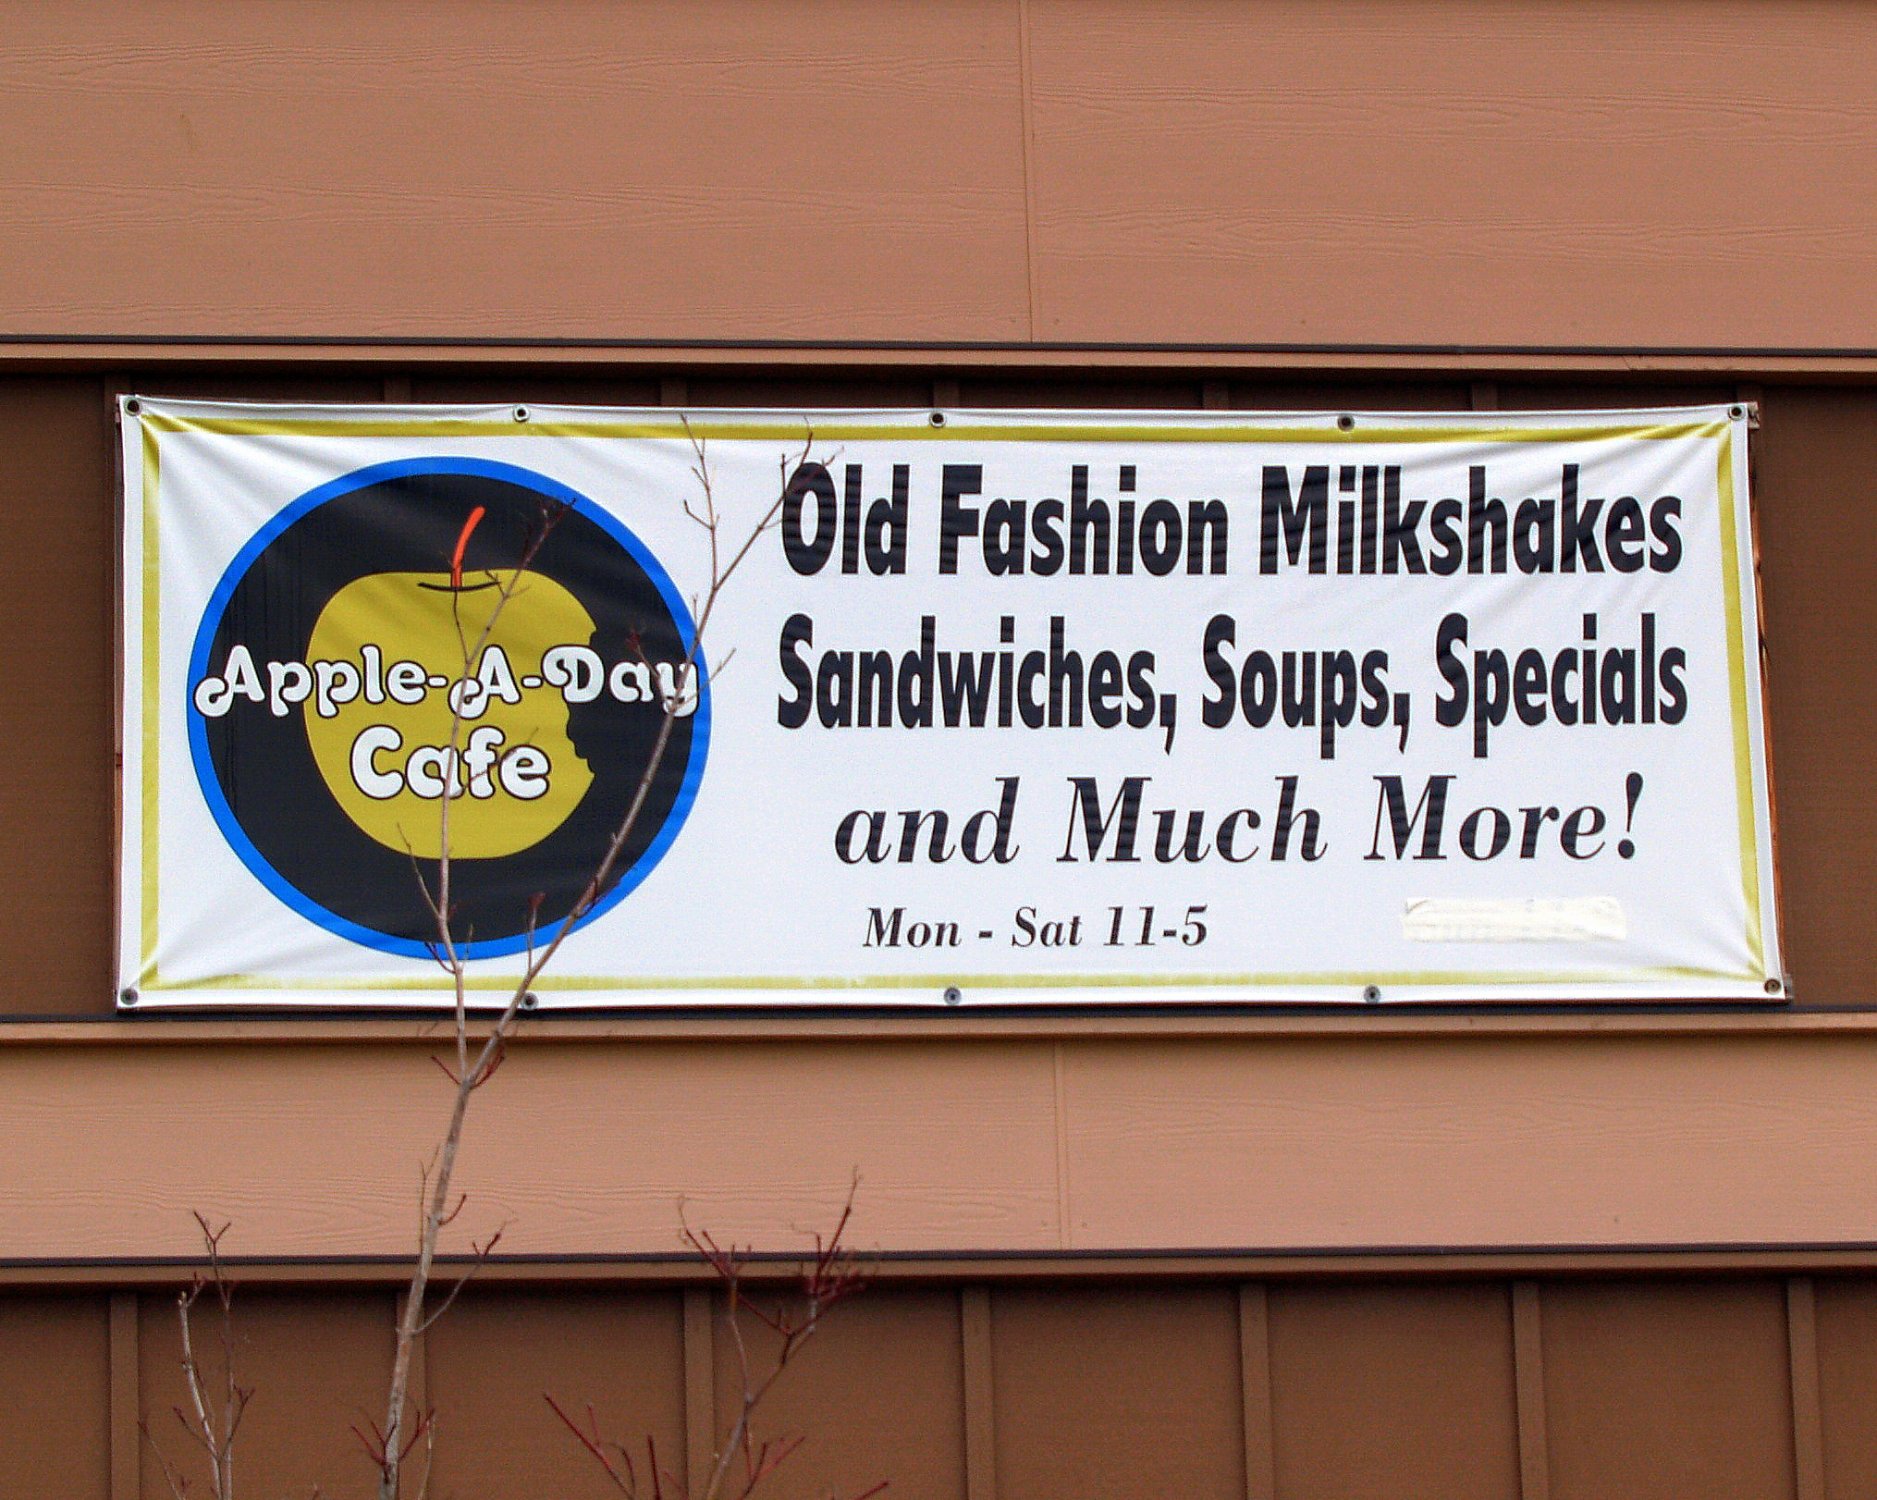 Apple-A-Day
Cafe
Old Fashion Milkshakes
Sandwiches, Soups, Specials
and Much More!
Mon - Sat 11-5